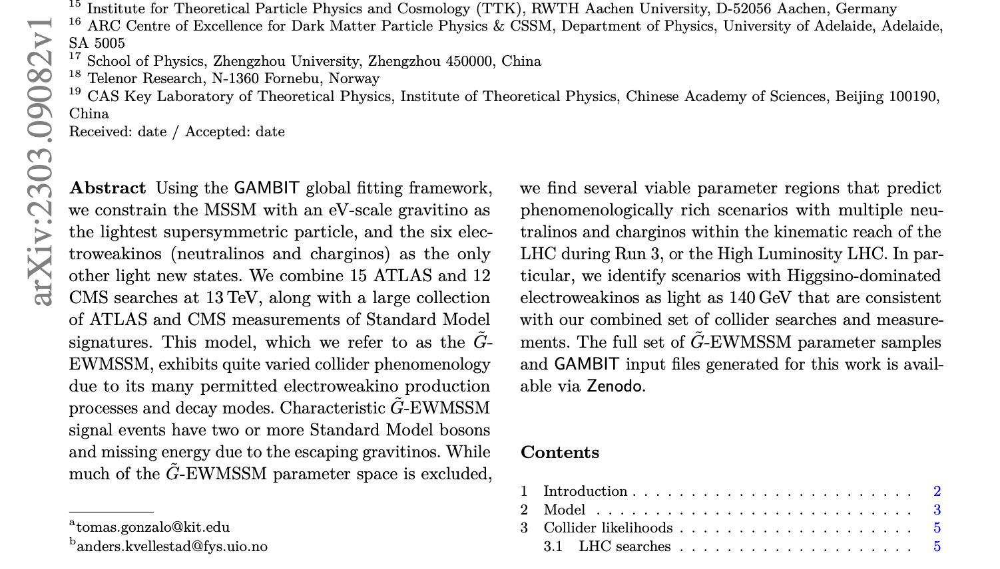 15 Institute for Theoretical Particle Physics and Cosmology (TTK), RWTH Aachen University, D-52056 Aachen, Germany
16 ARC Centre of Excellence for Dark Matter Particle Physics & CSSM, Department of Physics, University of Adelaide, Adelaide,
SA 5005
17 School of Physics, Zhengzhou University, Zhengzhou 450000, China
18 Telenor Research, N-1360 Fornebu, Norway
19 CAS Key Laboratory of Theoretical Physics, Institute of Theoretical Physics, Chinese Academy of Sciences, Beijing 100190,
China
Received: date / Accepted: date
arXiv:2303.09082v1
Abstract Using the GAMBIT global fitting framework,
we constrain the MSSM with an eV-scale gravitino as
the lightest supersymmetric particle, and the six elec-
troweakinos (neutralinos and charginos) as the only
other light new states. We combine 15 ATLAS and 12
CMS searches at 13 TeV, along with a large collection
of ATLAS and CMS measurements of Standard Model
signatures. This model, which we refer to as the G̃-
EWMSSM, exhibits quite varied collider phenomenology
due to its many permitted electroweakino production
processes and decay modes. Characteristic G̃-EWMSSM
signal events have two or more Standard Model bosons
and missing energy due to the escaping gravitinos. While
much of the G̃-EWMSSM parameter space is excluded,
a tomas.gonzalo@kit.edu
b anders.kvellestad@fys.uio.no
we find several viable parameter regions that predict
phenomenologically rich scenarios with multiple neu-
tralinos and charginos within the kinematic reach of the
LHC during Run 3, or the High Luminosity LHC. In par-
ticular, we identify scenarios with Higgsino-dominated
electroweakinos as light as 140 GeV that are consistent
with our combined set of collider searches and measure-
ments. The full set of G̃-EWMSSM parameter samples
and GAMBIT input files generated for this work is avail-
able via Zenodo.
Contents
1 Introduction . . . . . . . . . . . . . . . . . . . . . . . . 2
2 Model . . . . . . . . . . . . . . . . . . . . . . . . . . . 3
3 Collider likelihoods . . . . . . . . . . . . . . . . . . . . 5
3.1 LHC searches . . . . . . . . . . . . . . . . . . . . 5